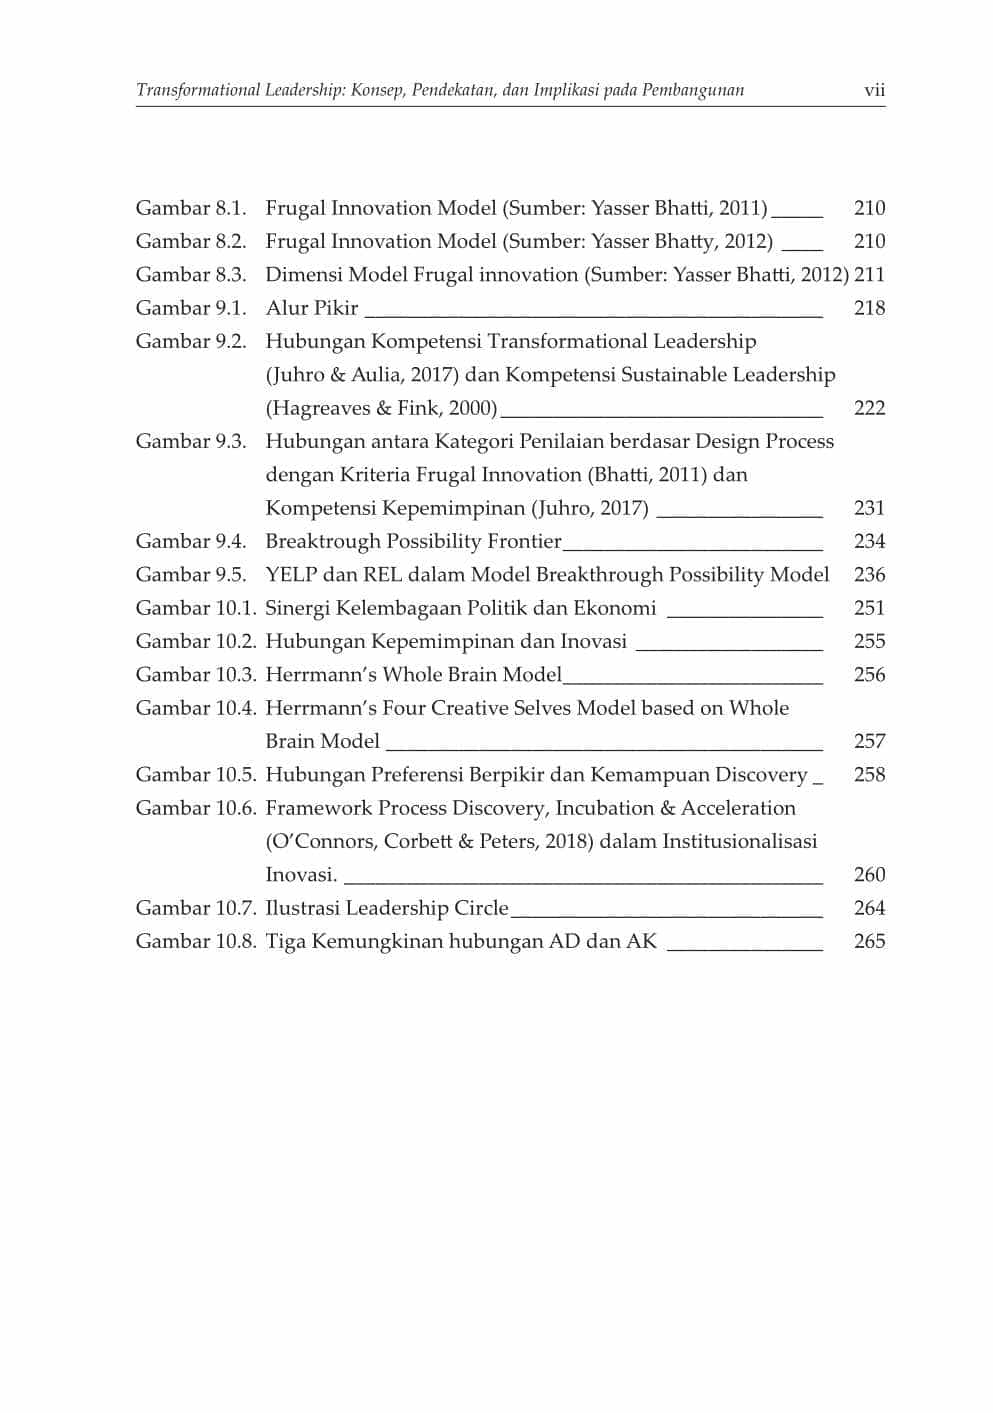 Transformational Leadership: Konsep, Pendekatan, dan Implikasi pada Pembangunan vii
Gambar 8.1. Frugal Innovation Model (Sumber: Yasser Bhatti, 2011) _____ 210
Gambar 8.2. Frugal Innovation Model (Sumber: Yasser Bhatty, 2012) ____ 210
Gambar 8.3. Dimensi Model Frugal innovation (Sumber: Yasser Bhatti, 2012) 211
Gambar 9.1. Alur Pikir ____________________________________________ 218
Gambar 9.2. Hubungan Kompetensi Transformational Leadership
(Juhro & Aulia, 2017) dan Kompetensi Sustainable Leadership
(Hagreaves & Fink, 2000) _______________________________ 222
Gambar 9.3. Hubungan antara Kategori Penilaian berdasar Design Process
dengan Kriteria Frugal Innovation (Bhatti, 2011) dan
Kompetensi Kepemimpinan (Juhro, 2017) ________________ 231
Gambar 9.4. Breaktrough Possibility Frontier_________________________ 234
Gambar 9.5. YELP dan REL dalam Model Breakthrough Possibility Model 236
Gambar 10.1. Sinergi Kelembagaan Politik dan Ekonomi _______________ 251
Gambar 10.2. Hubungan Kepemimpinan dan Inovasi __________________ 255
Gambar 10.3. Herrmann’s Whole Brain Model_________________________ 256
Gambar 10.4. Herrmann’s Four Creative Selves Model based on Whole
Brain Model __________________________________________ 257
Gambar 10.5. Hubungan Preferensi Berpikir dan Kemampuan Discovery _ 258
Gambar 10.6. Framework Process Discovery, Incubation & Acceleration
(O’Connors, Corbett & Peters, 2018) dalam Institusionalisasi
Inovasi. ______________________________________________ 260
Gambar 10.7. Ilustrasi Leadership Circle______________________________ 264
Gambar 10.8. Tiga Kemungkinan hubungan AD dan AK _______________ 265